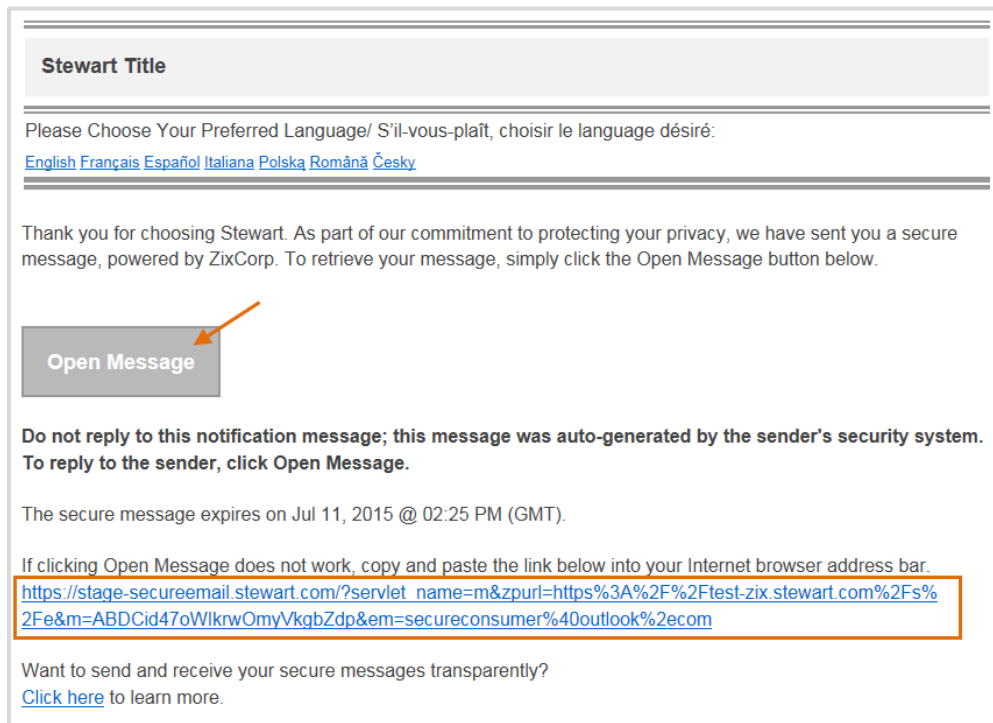 Stewart Title
Please Choose Your Preferred Language/ S'il-vous-plaît, choisir le language désiré:
English Français Español Italiana Polską Română Česky
Thank you for choosing Stewart. As part of our commitment to protecting your privacy, we have sent you a secure
message, powered by ZixCorp. To retrieve your message, simply click the Open Message button below.
Open Message
Do not reply to this notification message; this message was auto-generated by the sender's security system.
To reply to the sender, click Open Message.
The secure message expires on Jul 11, 2015 @ 02:25 PM (GMT).
If clicking Open Message does not work, copy and paste the link below into your Internet browser address bar.
https://stage-secureemail.stewart.com/?servlet_name=m&zpurl=https%3A%2F%2Ftest-zix.stewart.com%2Fs%
2Fe&m=ABDCid47oWlkrwOmyVkgbZdp&em=secureconsumer%40outlook%2ecom
Want to send and receive your secure messages transparently?
Click here to learn more.